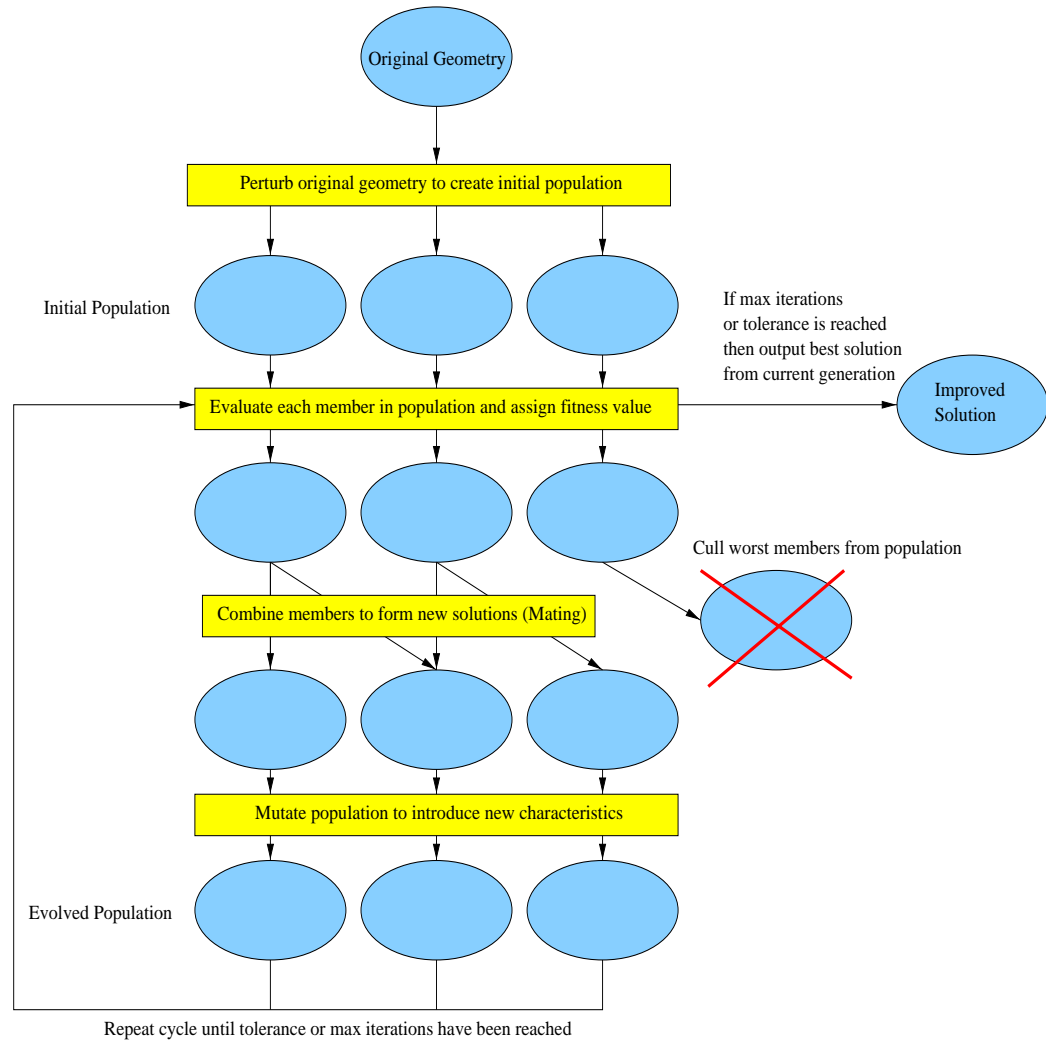 Original Geometry
Perturb original geometry to create initial population
Initial Population
If max iterations
or tolerance is reached
then output best solution
from current generation
Evaluate each member in population and assign fitness value
Improved
Solution
Cull worst members from population
Combine members to form new solutions (Mating)
Mutate population to introduce new characteristics
Evolved Population
Repeat cycle until tolerance or max iterations have been reached